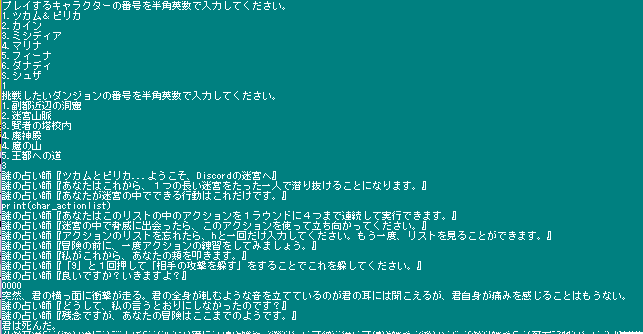 プレイするキャラクターの番号を半角英数で入力してください。
1.ツカム＆ピリカ
2.カイン
3.ミシディア
4.マリナ
5.フィーナ
6.ダナディ
8.シュザ
1
挑戦したいダンジョンの番号を半角英数で入力してください。
1.副都近辺の洞窟
2.迷宮山脈
3.賢者の塔校内
4.魔神殿
4.魔の山
5.王都への道
3
謎の占い師『ツカムとピリカ...ようこそ、Discordの迷宮へ』
謎の占い師『あなたはこれから、１つの長い迷宮をたった一人で潜り抜けることになります。』
謎の占い師『あなたが迷宮の中でできる行動はこれだけです。』
print(char_actionlist)
謎の占い師『あなたはこのリストの中のアクションを１ラウンドに４つまで連続して実行できます。』
謎の占い師『迷宮の中で脅威に出会ったら、このアクションを使って立ち向かってください。』
謎の占い師『アクションのリストを忘れたら、hと一回だけ入力してください。もう一度、リストを見ることができます。』
謎の占い師『冒険の前に、一度アクションの練習をしてみましょう。』
謎の占い師『私がこれから、あなたの頬を叩きます。』
謎の占い師『「9」と１回押して「相手の攻撃を躱す」をすることでこれを躱してください。』
謎の占い師『良いですか？いきますよ？』
0000
突然、君の横っ面に衝撃が走る。君の全身が軋むような音を立てているのが君の耳には聞こえるが、君自身が痛みを感じることはもうない。
謎の占い師『どうして、私の言うとおりにしなかったのです？』
謎の占い師『残念ですが、あなたの冒険はここまでのようです。』
君は死んだ。